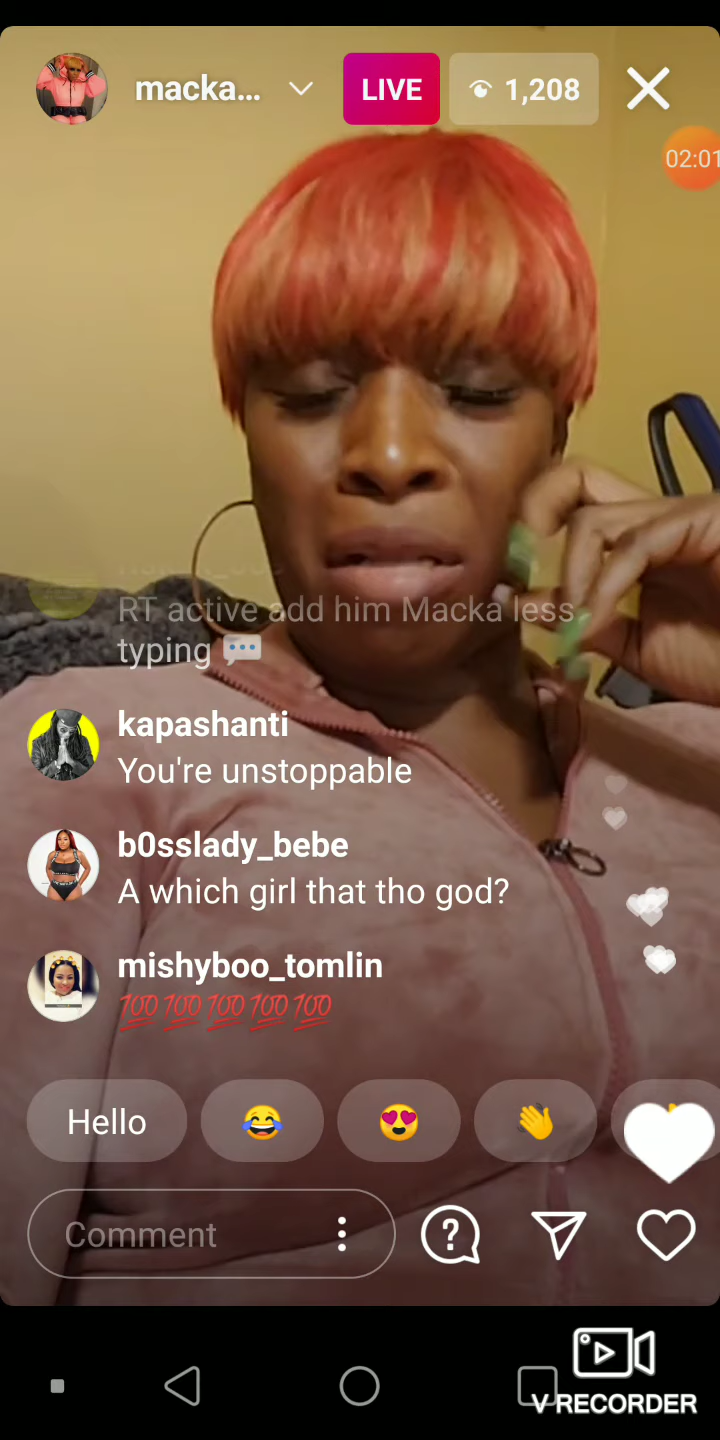 macka...
LIVE
1,208
02:01
RT active add him Macka less
typing
kapashanti
You're unstoppable
b0sslady_bebe
A which girl that tho god?
mishyboo_tomlin
💯💯💯💯💯
Hello
Comment
V RECORDER